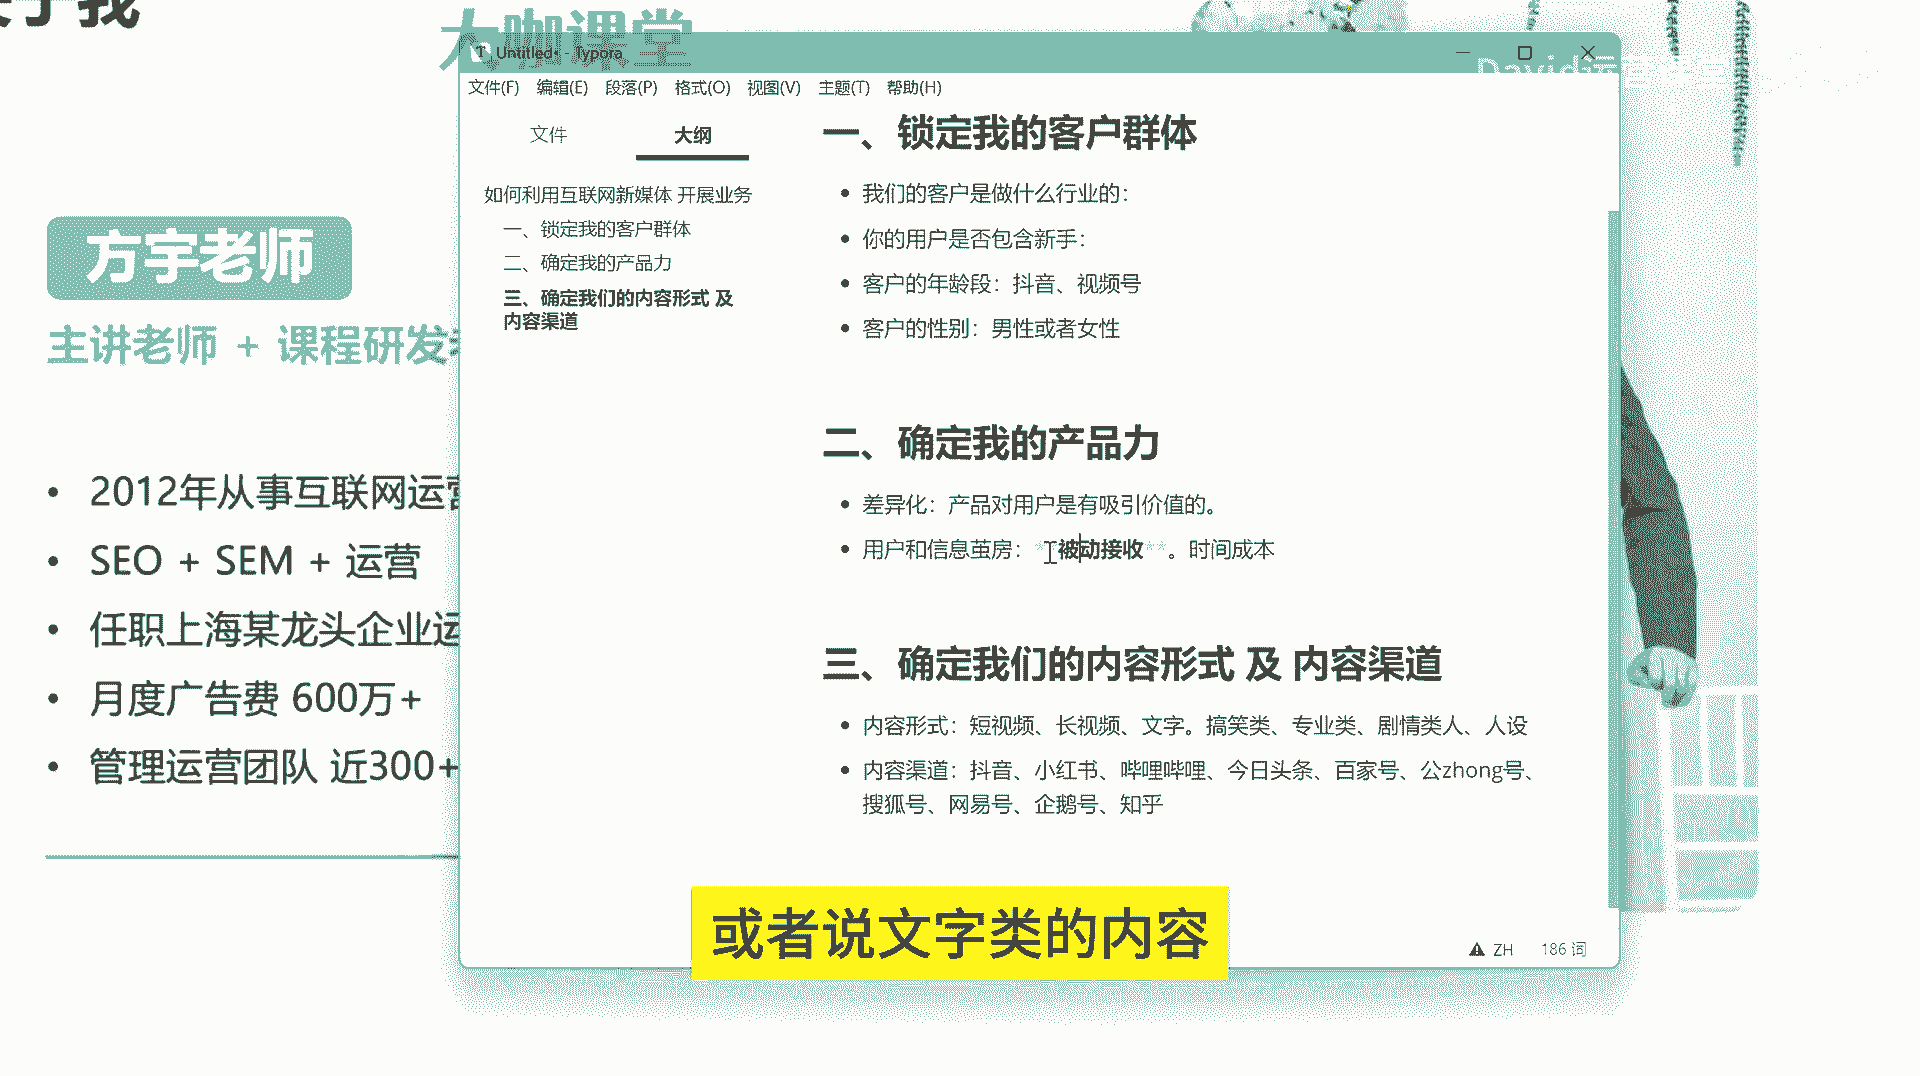 大咖课堂
Untitled• - Typora
文件(F) 编辑(E) 段落(P) 格式(O) 视图(V) 主题(T) 帮助(H)
文件 大纲
如何利用互联网新媒体 开展业务
一、锁定我的客户群体
二、确定我的产品力
三、确定我们的内容形式 及
内容渠道
一、锁定我的客户群体
我们的客户是做什么行业的：
你的用户是否包含新手：
客户的年龄段：抖音、视频号
客户的性别：男性或者女性
二、确定我的产品力
差异化：产品对用户是有吸引价值的。
用户和信息茧房：**被动接收**。时间成本
三、确定我们的内容形式 及 内容渠道
内容形式：短视频、长视频、文字。搞笑类、专业类、剧情类人、人设
内容渠道：抖音、小红书、哔哩哔哩、今日头条、百家号、公zhong号、
搜狐号、网易号、企鹅号、知乎
ZH 186 词
方宇老师
主讲老师 + 课程研发
2012年从事互联网运营
SEO + SEM + 运营
任职上海某龙头企业运
月度广告费 600万+
管理运营团队 近300+
或者说文字类的内容